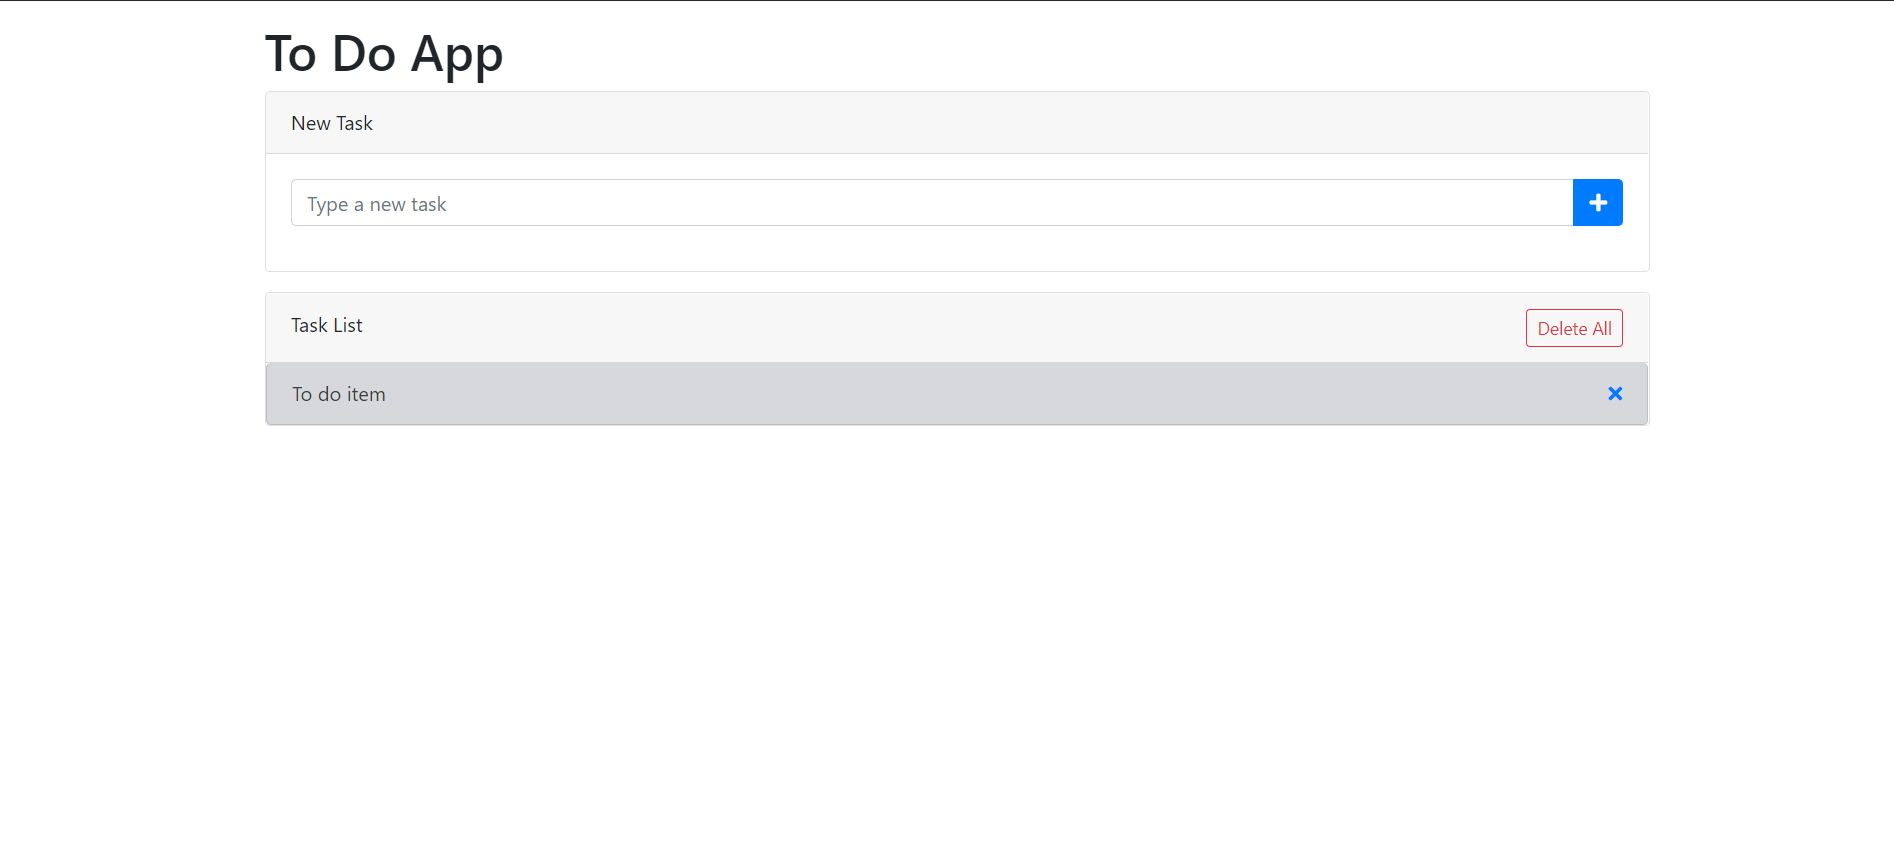 To Do App
New Task
Type a new task
Task List
Delete All
To do item